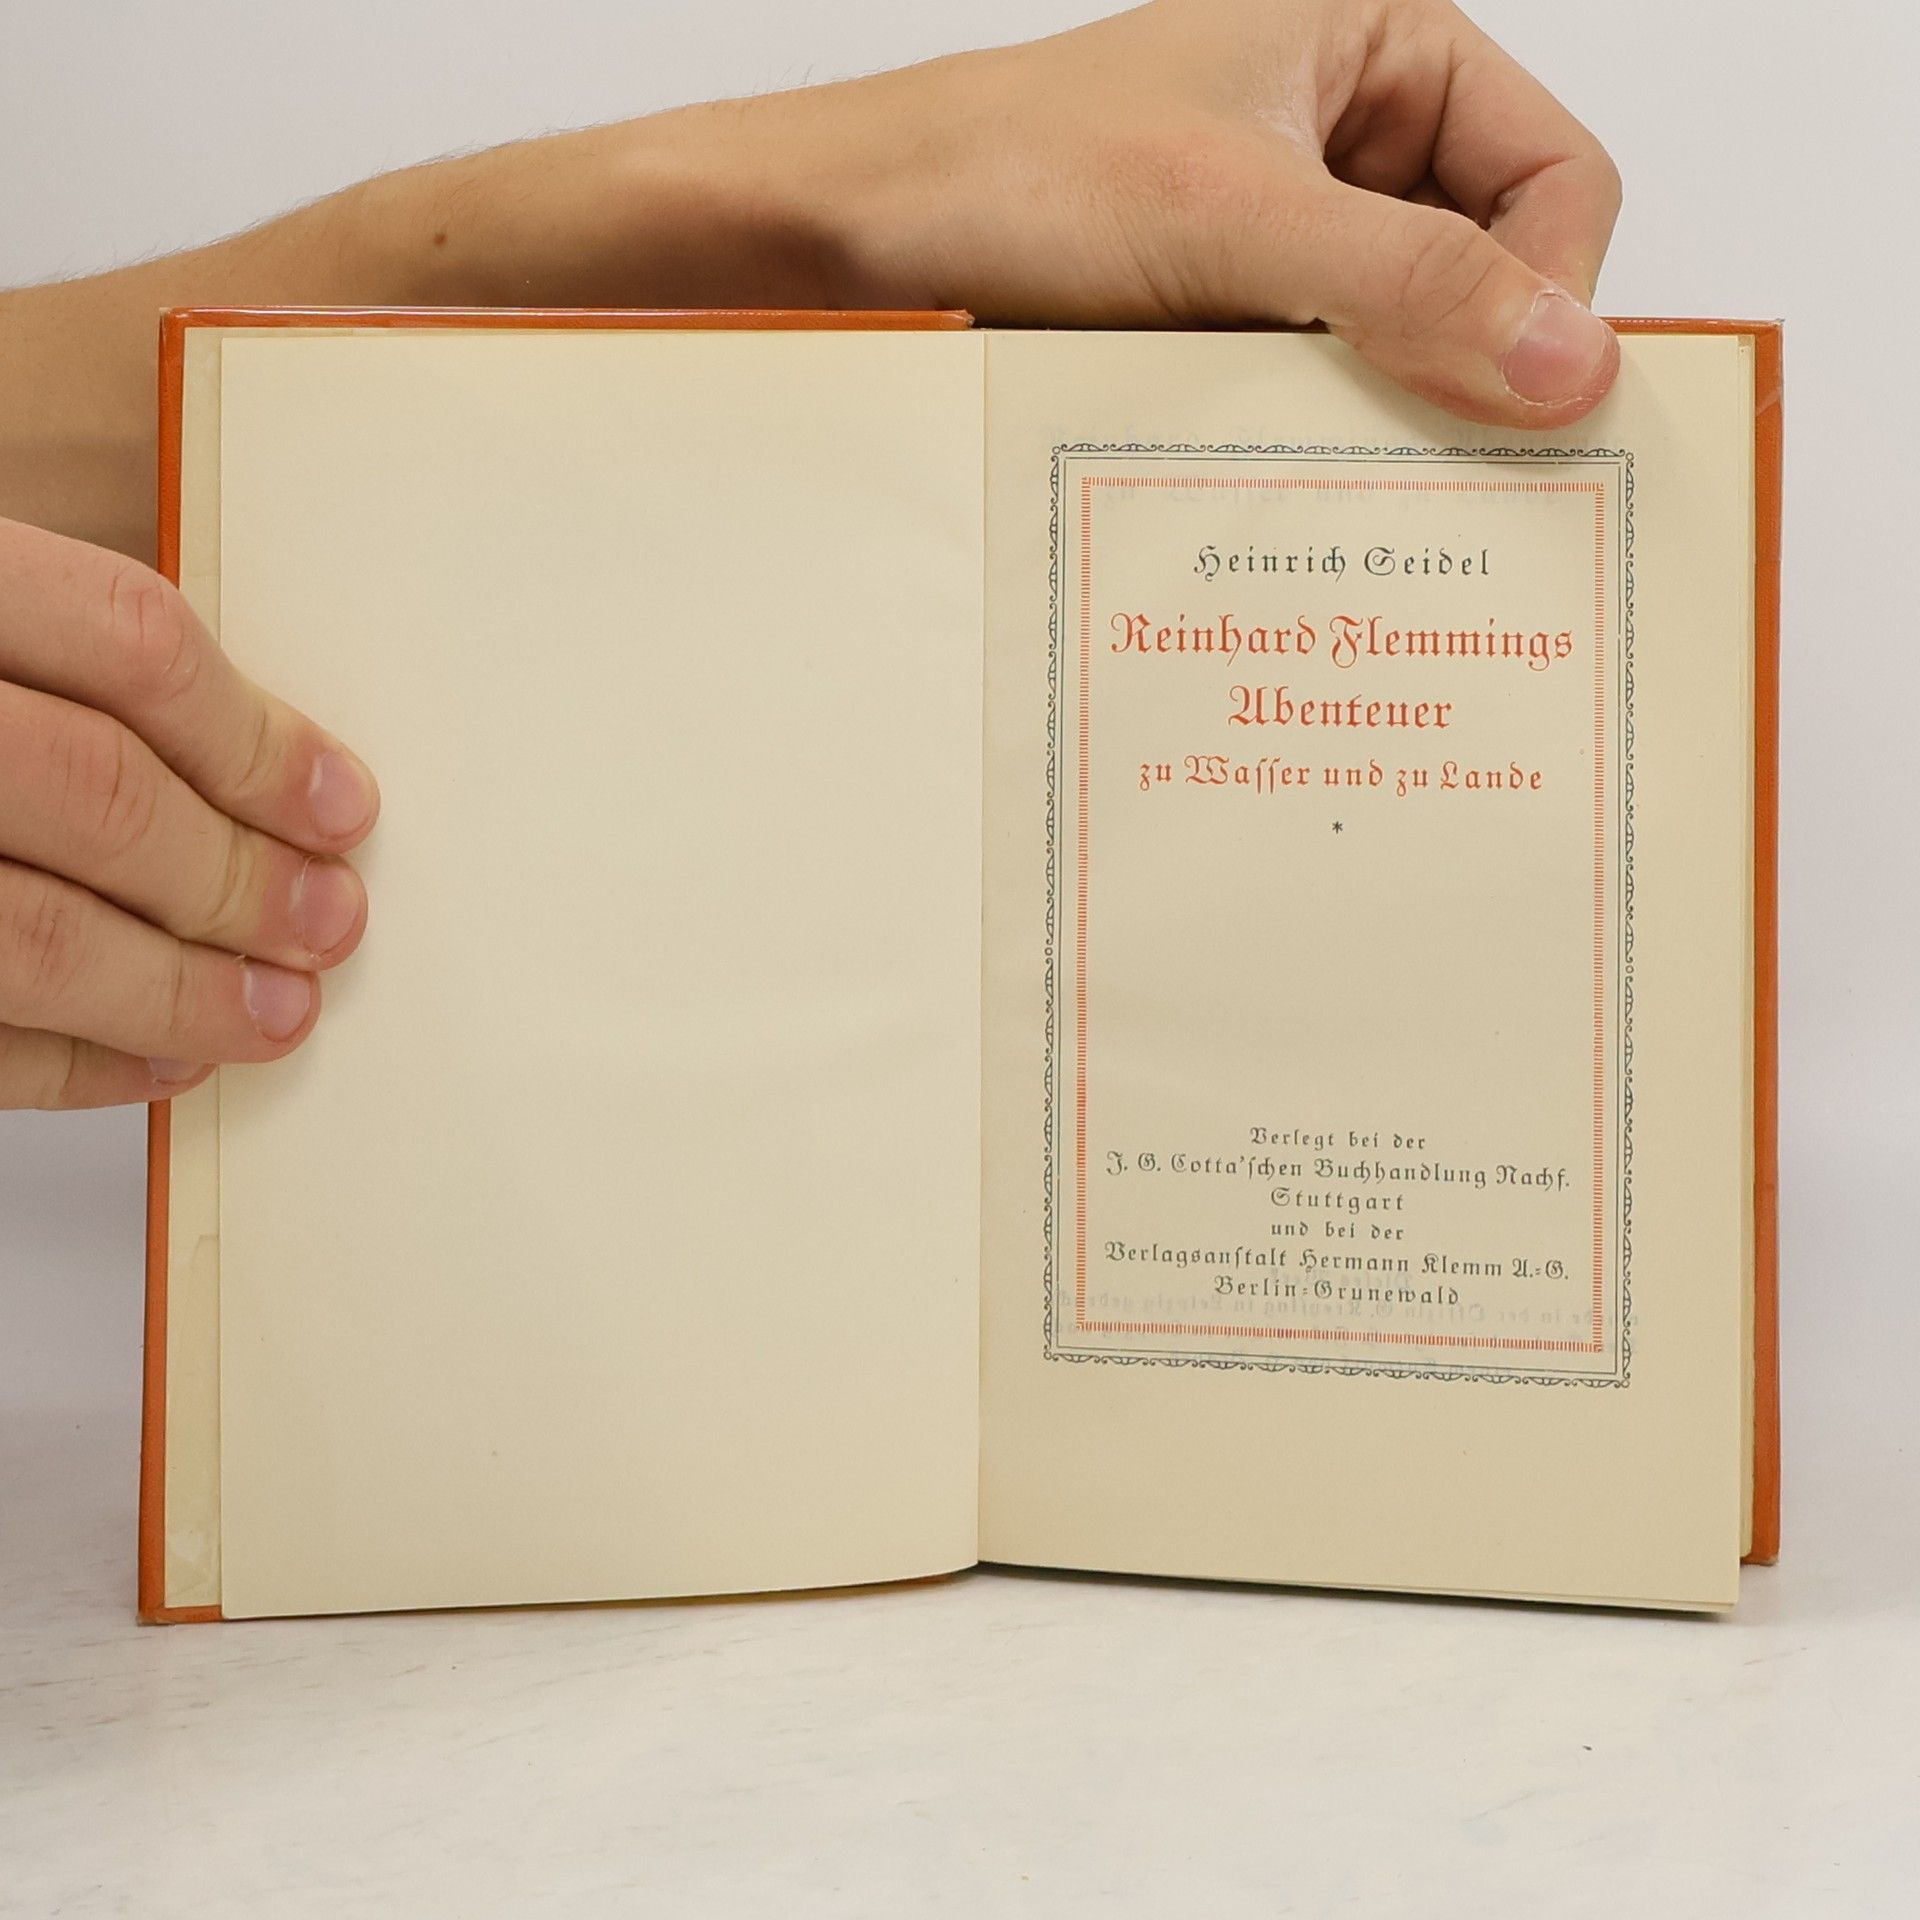 Heinrich Seidel
Reinhard Flemmings
Abenteuer
zu Waſſer und zu Lande
*
Verlegt bei der
J. G. Cotta'ſchen Buchhandlung Nachf.
Stuttgart
und bei der
Verlagsanſtalt Hermann Klemm A.=G.
Berlin=Grunewald